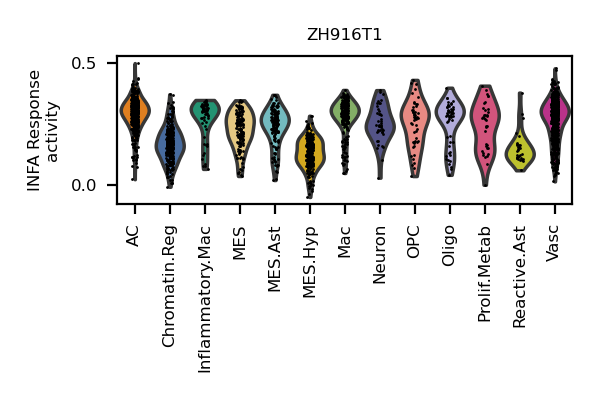 ZH916T1
INFA Response
activity
0.5
0.0
AC
Chromatin.Reg
Inflammatory.Mac
MES
MES.Ast
MES.Hyp
Mac
Neuron
OPC
Oligo
Prolif.Metab
Reactive.Ast
Vasc